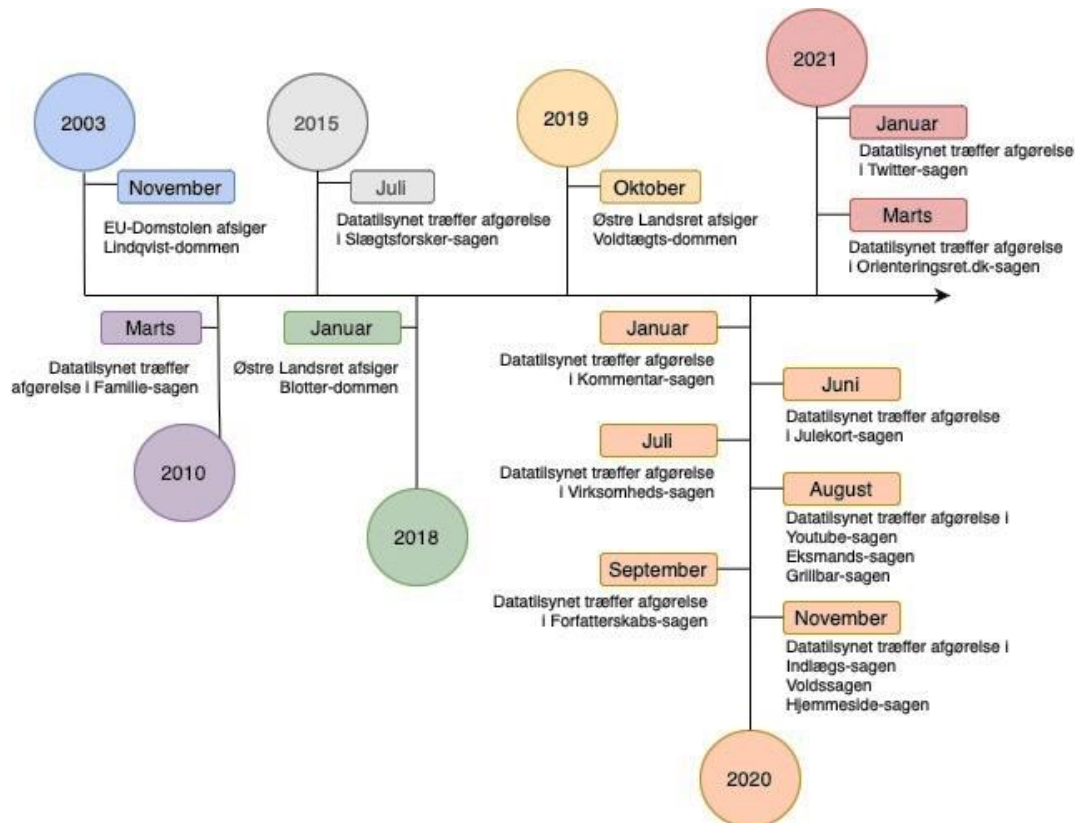 2003
November
EU-Domstolen afsiger
Lindqvist-dommen
Marts
Datatilsynet træffer
afgørelse i Familie-sagen
2010
2015
Juli
Datatilsynet træffer afgørelse
i Slægtsforsker-sagen
Januar
Østre Landsret afsiger
Blotter-dommen
2018
2019
Oktober
Østre Landsret afsiger
Voldtægts-dommen
Januar
Datatilsynet træffer afgørelse
i Kommentar-sagen
Juni
Datatilsynet træffer afgørelse
i Julekort-sagen
Juli
Datatilsynet træffer afgørelse
i Virksomheds-sagen
August
Datatilsynet træffer afgørelse i
Youtube-sagen
Eksmands-sagen
Grillbar-sagen
September
Datatilsynet træffer afgørelse
i Forfatterskabs-sagen
November
Datatilsynet træffer afgørelse i
Indlægs-sagen
Voldssagen
Hjemmeside-sagen
2020
2021
Januar
Datatilsynet træffer afgørelse
i Twitter-sagen
Marts
Datatilsynet træffer afgørelse
i Orienteringsret.dk-sagen